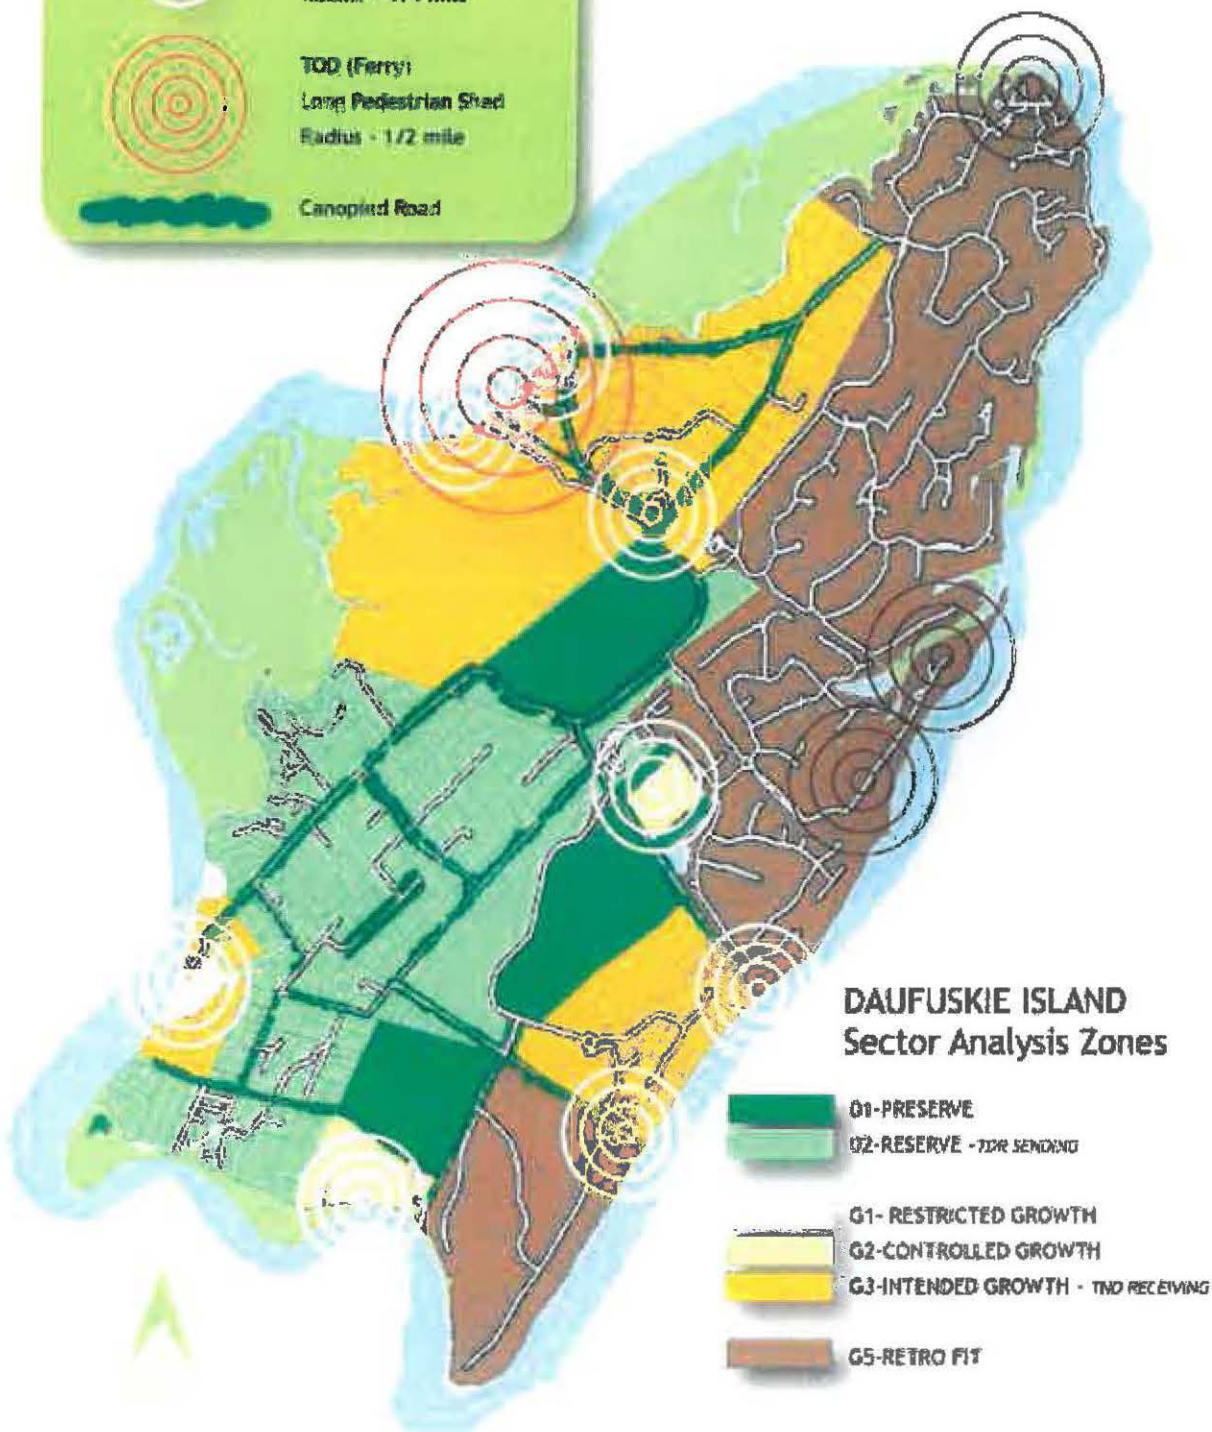 TOD (Ferry)
Long Pedestrian Shed
Radius - 1/2 mile
Canopied Road
DAUFUSKIE ISLAND
Sector Analysis Zones
O1-PRESERVE
O2-RESERVE - TDR SENDING
G1- RESTRICTED GROWTH
G2-CONTROLLED GROWTH
G3-INTENDED GROWTH - TND RECEIVING
G5-RETRO FIT